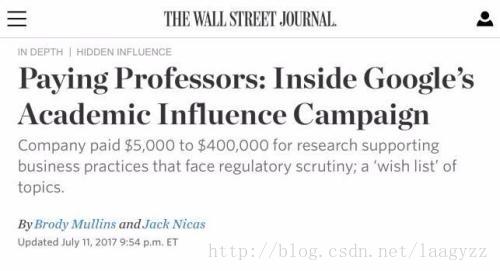 THE WALL STREET JOURNAL.
IN DEPTH | HIDDEN INFLUENCE
Paying Professors: Inside Google’s
Academic Influence Campaign
Company paid $5,000 to $400,000 for research supporting
business practices that face regulatory scrutiny; a ‘wish list’ of
topics.
By Brody Mullins and Jack Nicas
Updated July 11, 2017 9:54 p.m. ET
http://blog.csdn.net/laagyzz